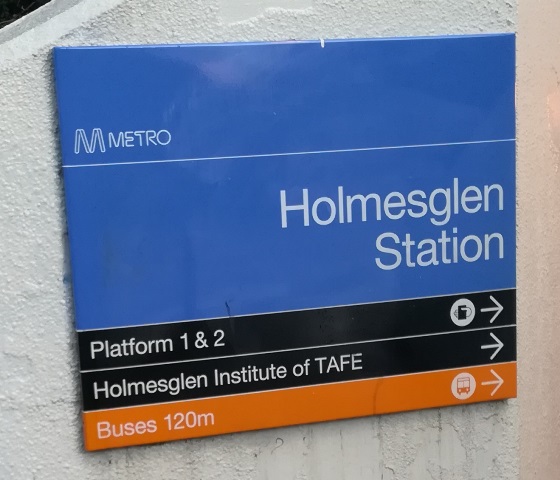 METRO
Holmesglen
Station
Platform 1 & 2
Holmesglen Institute of TAFE
Buses 120m